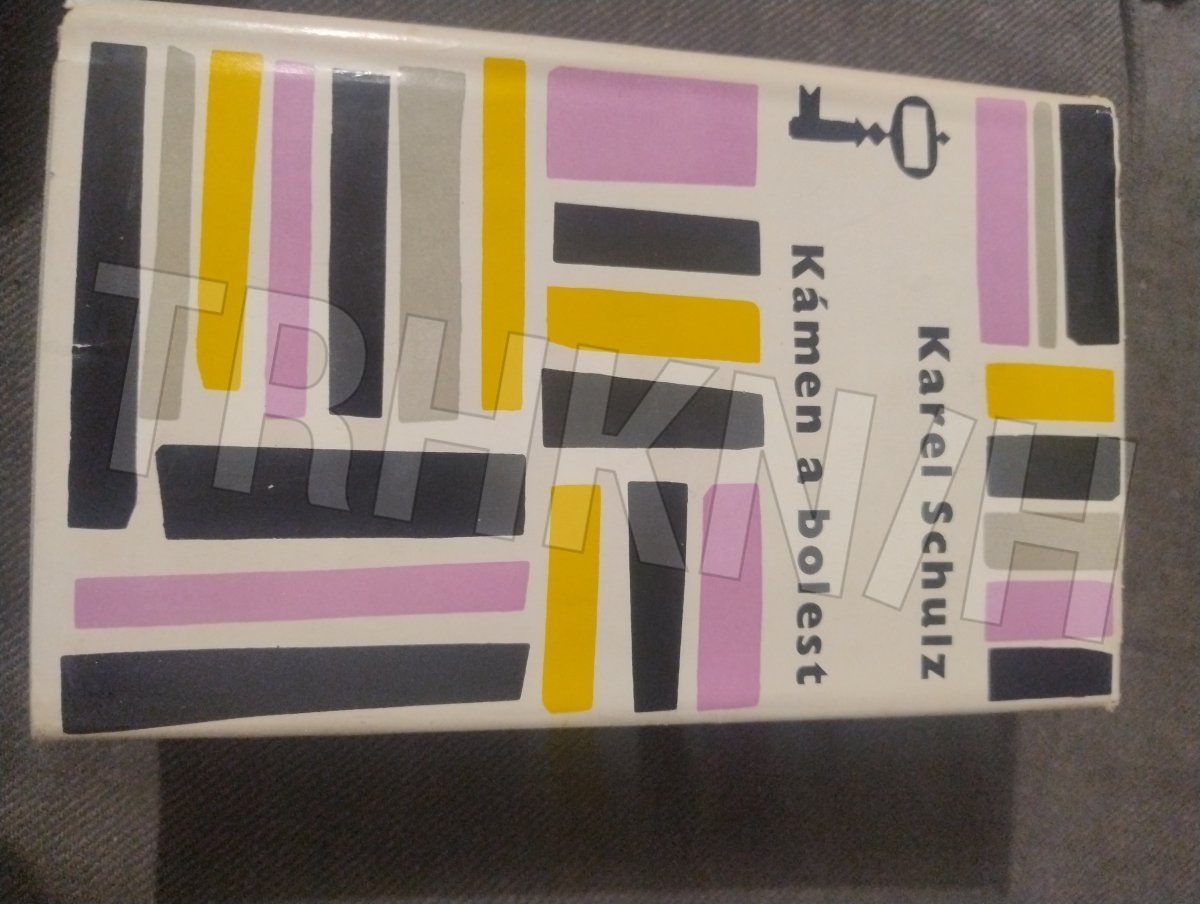 Karel Schulz
Kámen a bolest
TRHKNIH